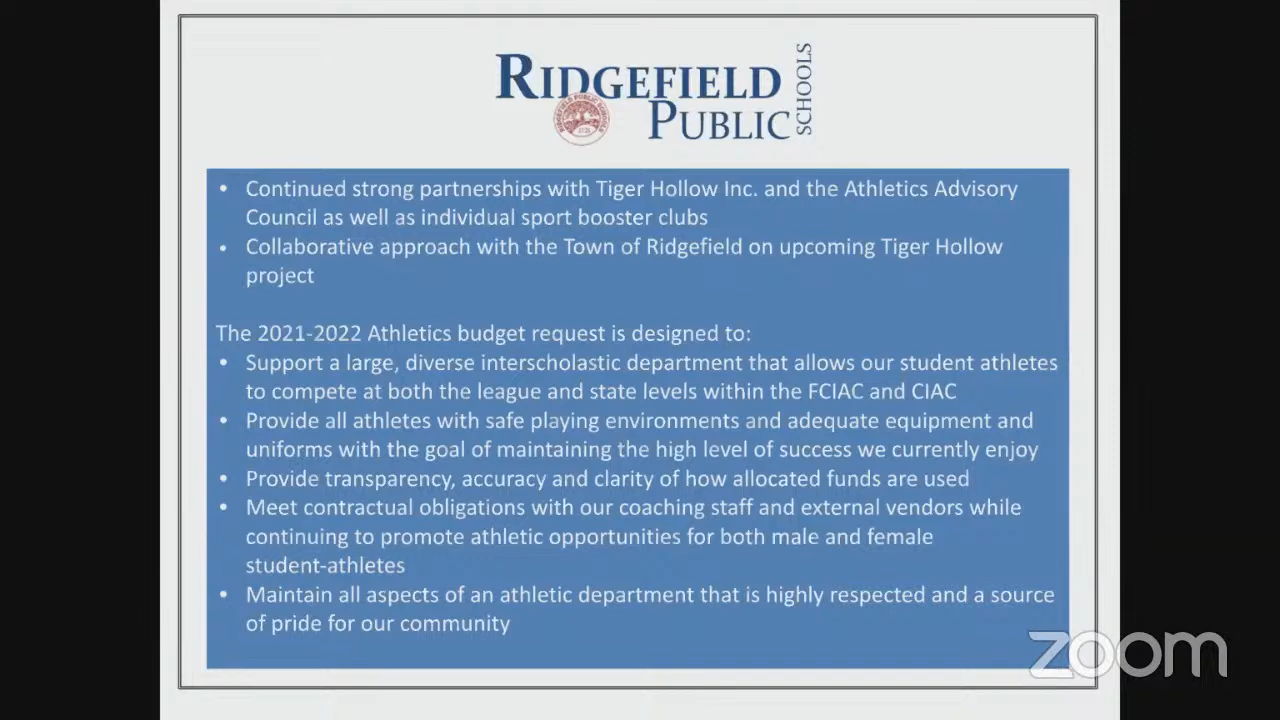 RIDGEFIELD
PUBLIC
SCHOOLS
RIDGEFIELD PUBLIC SCHOOLS
• Continued strong partnerships with Tiger Hollow Inc. and the Athletics Advisory
Council as well as individual sport booster clubs
• Collaborative approach with the Town of Ridgefield on upcoming Tiger Hollow
project
The 2021-2022 Athletics budget request is designed to:
• Support a large, diverse interscholastic department that allows our student athletes
to compete at both the league and state levels within the FCIAC and CIAC
• Provide all athletes with safe playing environments and adequate equipment and
uniforms with the goal of maintaining the high level of success we currently enjoy
• Provide transparency, accuracy and clarity of how allocated funds are used
• Meet contractual obligations with our coaching staff and external vendors while
continuing to promote athletic opportunities for both male and female
student-athletes
• Maintain all aspects of an athletic department that is highly respected and a source
of pride for our community
zoom